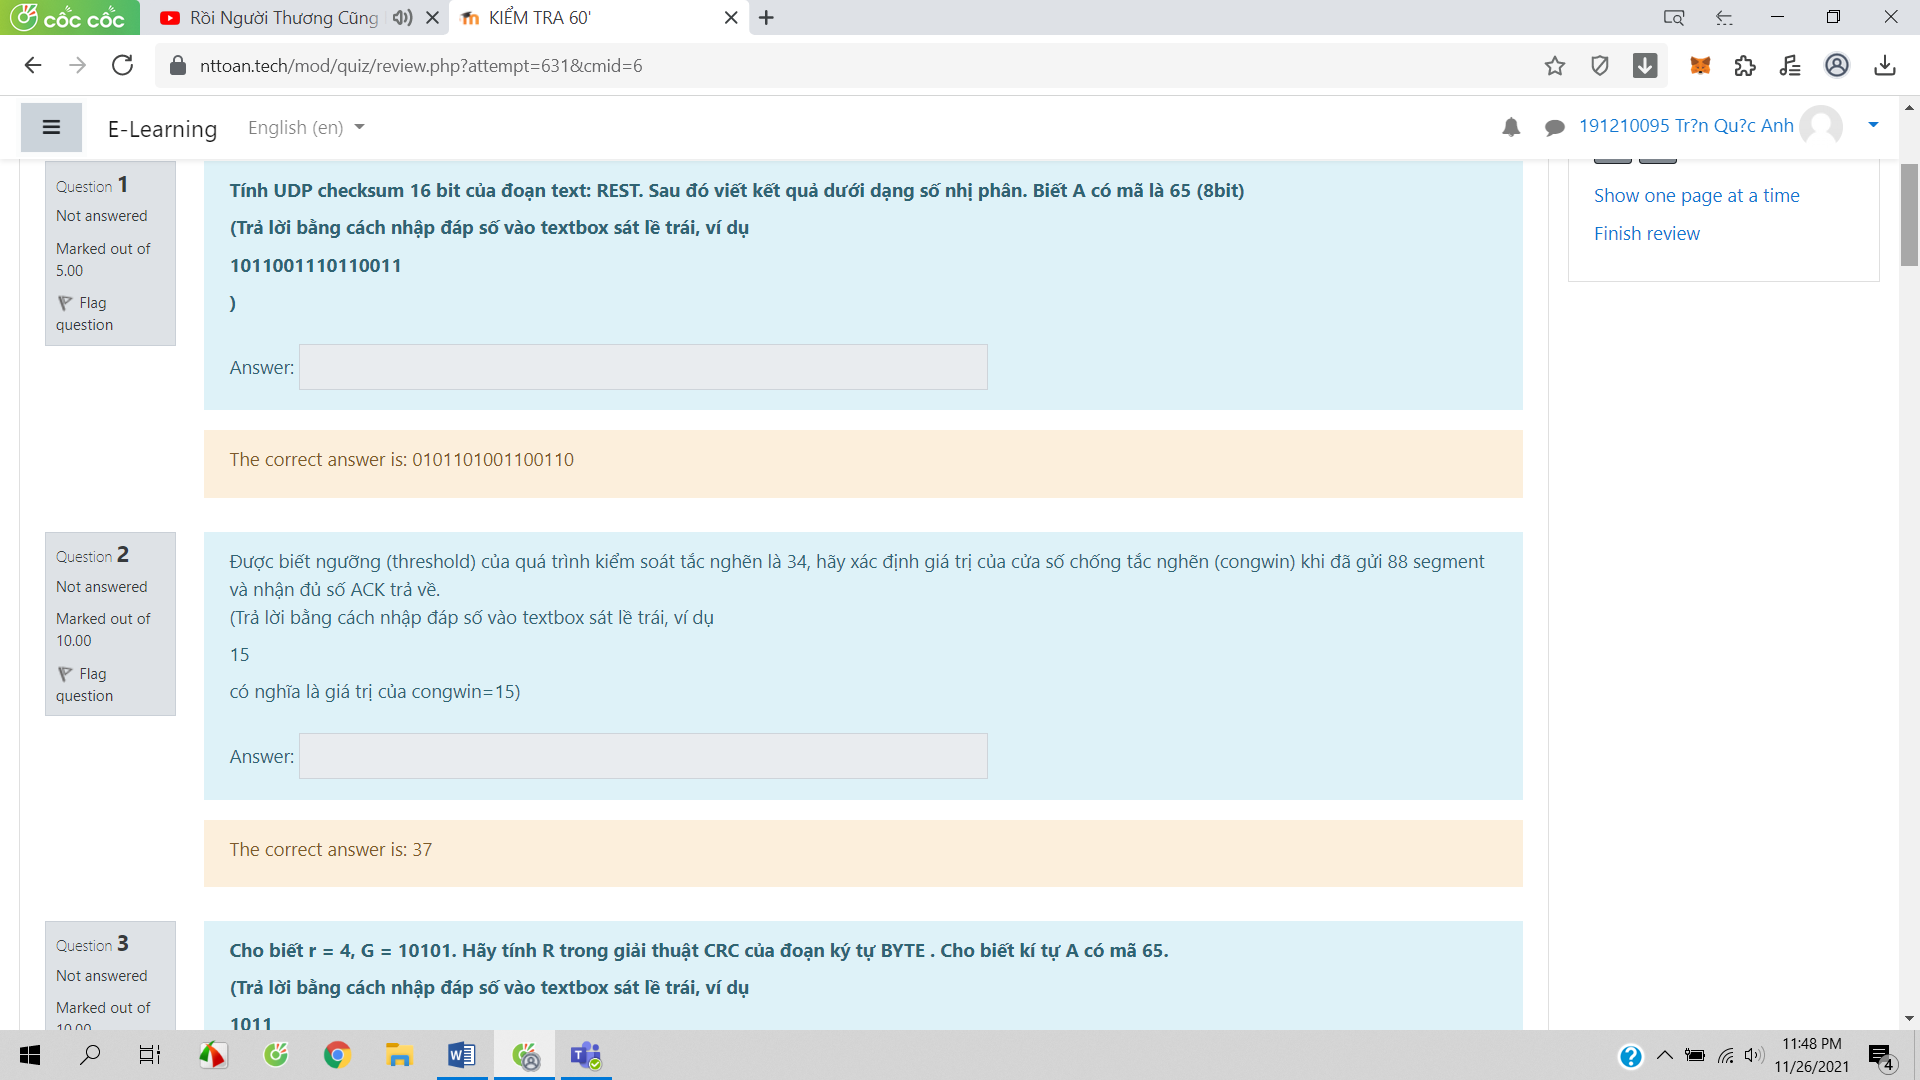 cốc cốc
Rồi Người Thương Cũng
KIỂM TRA 60'
nttoan.tech/mod/quiz/review.php?attempt=631&cmid=6
E-Learning
English (en)
191210095 Tr?n Qu?c Anh
Show one page at a time
Finish review
Question 1
Not answered
Marked out of
5.00
Flag
question
Tính UDP checksum 16 bit của đoạn text: REST. Sau đó viết kết quả dưới dạng số nhị phân. Biết A có mã là 65 (8bit)
(Trả lời bằng cách nhập đáp số vào textbox sát lề trái, ví dụ
1011001110110011
)
Answer:
The correct answer is: 0101101001100110
Question 2
Not answered
Marked out of
10.00
Flag
question
Được biết ngưỡng (threshold) của quá trình kiểm soát tắc nghẽn là 34, hãy xác định giá trị của cửa số chống tắc nghẽn (congwin) khi đã gửi 88 segment
và nhận đủ số ACK trả về.
(Trả lời bằng cách nhập đáp số vào textbox sát lề trái, ví dụ
15
có nghĩa là giá trị của congwin=15)
Answer:
The correct answer is: 37
Question 3
Not answered
Marked out of
10.00
Cho biết r = 4, G = 10101. Hãy tính R trong giải thuật CRC của đoạn ký tự BYTE . Cho biết kí tự A có mã 65.
(Trả lời bằng cách nhập đáp số vào textbox sát lề trái, ví dụ
1011
11:48 PM
11/26/2021
4